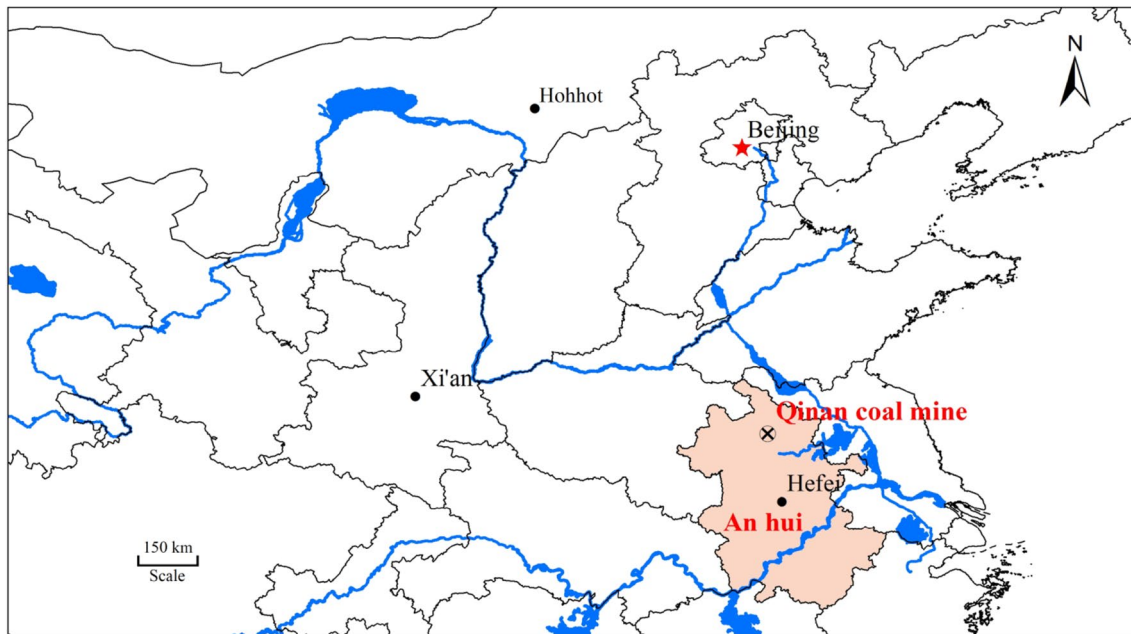 N
Hohhot
Beijing
Xi'an
Qinan coal mine
Hefei
An hui
150 km
Scale